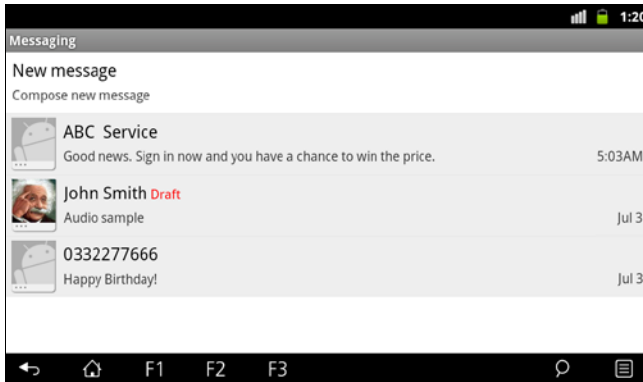 1:20
Messaging
New message
Compose new message
ABC Service
Good news. Sign in now and you have a chance to win the price.
5:03AM
John Smith Draft
Audio sample
Jul 3
0332277666
Happy Birthday!
Jul 3
F1 F2 F3